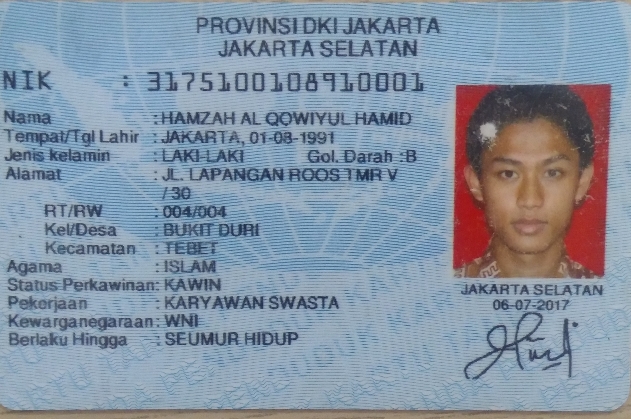 PROVINSI DKI JAKARTA
JAKARTA SELATAN
NIK : 3175100108910001
Nama : HAMZAH AL QOWIYUL HAMID
Tempat/Tgl Lahir : JAKARTA, 01-08-1991
Jenis kelamin : LAKI-LAKI Gol. Darah :B
Alamat : JL. LAPANGAN ROOS TMR V
/ 30
RT/RW : 004/004
Kel/Desa : BUKIT DURI
Kecamatan : TEBET
Agama : ISLAM
Status Perkawinan: KAWIN
Pekerjaan : KARYAWAN SWASTA
Kewarganegaraan: WNI
Berlaku Hingga : SEUMUR HIDUP
JAKARTA SELATAN
06-07-2017